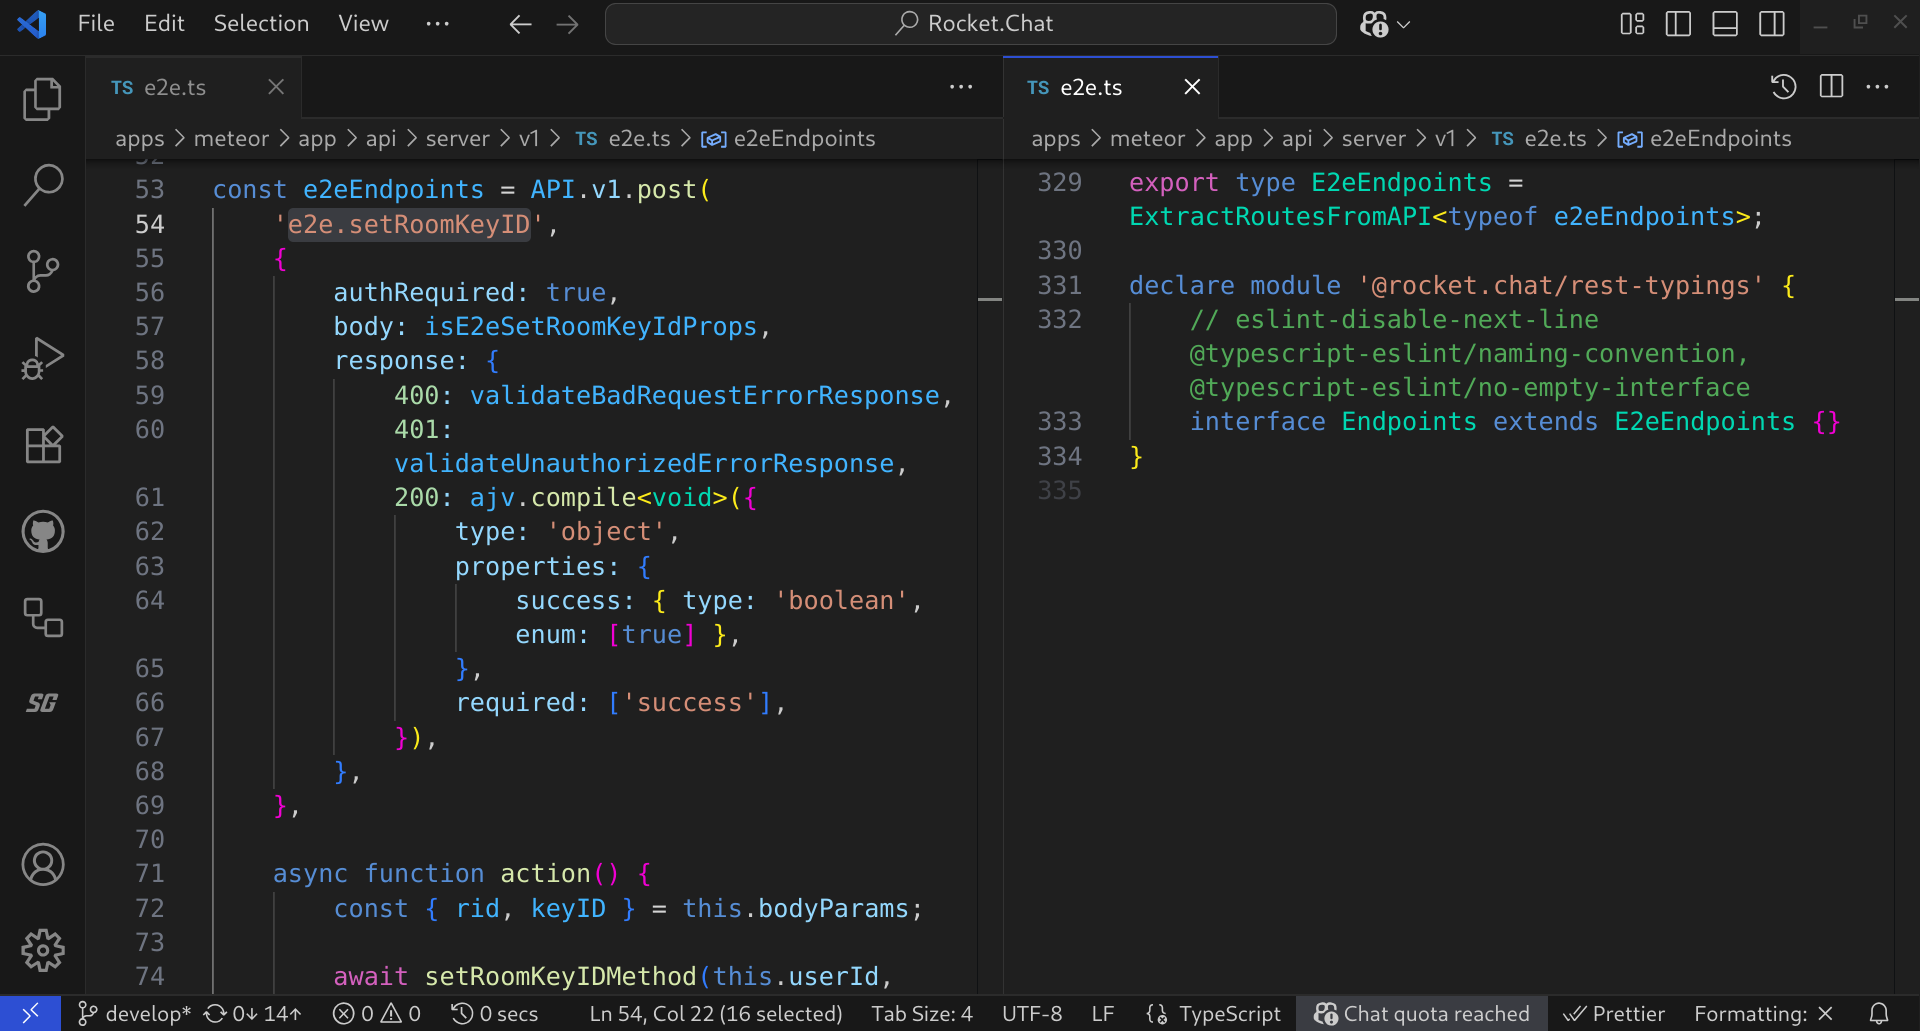 File Edit Selection View ··· Rocket.Chat
TS e2e.ts
apps > meteor > app > api > server > v1 > TS e2e.ts > e2eEndpoints
52
53 const e2eEndpoints = API.v1.post(
54 'e2e.setRoomKeyID',
55 {
56 authRequired: true,
57 body: isE2eSetRoomKeyIdProps,
58 response: {
59 400: validateBadRequestErrorResponse,
60 401:
validateUnauthorizedErrorResponse,
61 200: ajv.compile<void>({
62 type: 'object',
63 properties: {
64 success: { type: 'boolean',
enum: [true] },
65 },
66 required: ['success'],
67 }),
68 },
69 },
70
71 async function action() {
72 const { rid, keyID } = this.bodyParams;
73
74 await setRoomKeyIDMethod(this.userId,
TS e2e.ts
apps > meteor > app > api > server > v1 > TS e2e.ts > e2eEndpoints
329 export type E2eEndpoints =
ExtractRoutesFromAPI<typeof e2eEndpoints>;
330
331 declare module '@rocket.chat/rest-typings' {
332 // eslint-disable-next-line
@typescript-eslint/naming-convention,
@typescript-eslint/no-empty-interface
333 interface Endpoints extends E2eEndpoints {}
334 }
335
SG
develop* 0↓ 14↑ 0 0 0 secs Ln 54, Col 22 (16 selected) Tab Size: 4 UTF-8 LF {} TypeScript Chat quota reached Prettier Formatting: ×